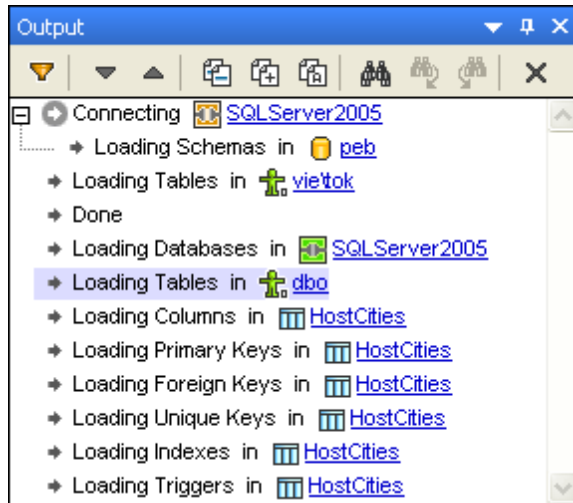 Output
Connecting SQLServer2005
Loading Schemas in peb
Loading Tables in vie'ttok
Done
Loading Databases in SQLServer2005
Loading Tables in dbo
Loading Columns in HostCities
Loading Primary Keys in HostCities
Loading Foreign Keys in HostCities
Loading Unique Keys in HostCities
Loading Indexes in HostCities
Loading Triggers in HostCities